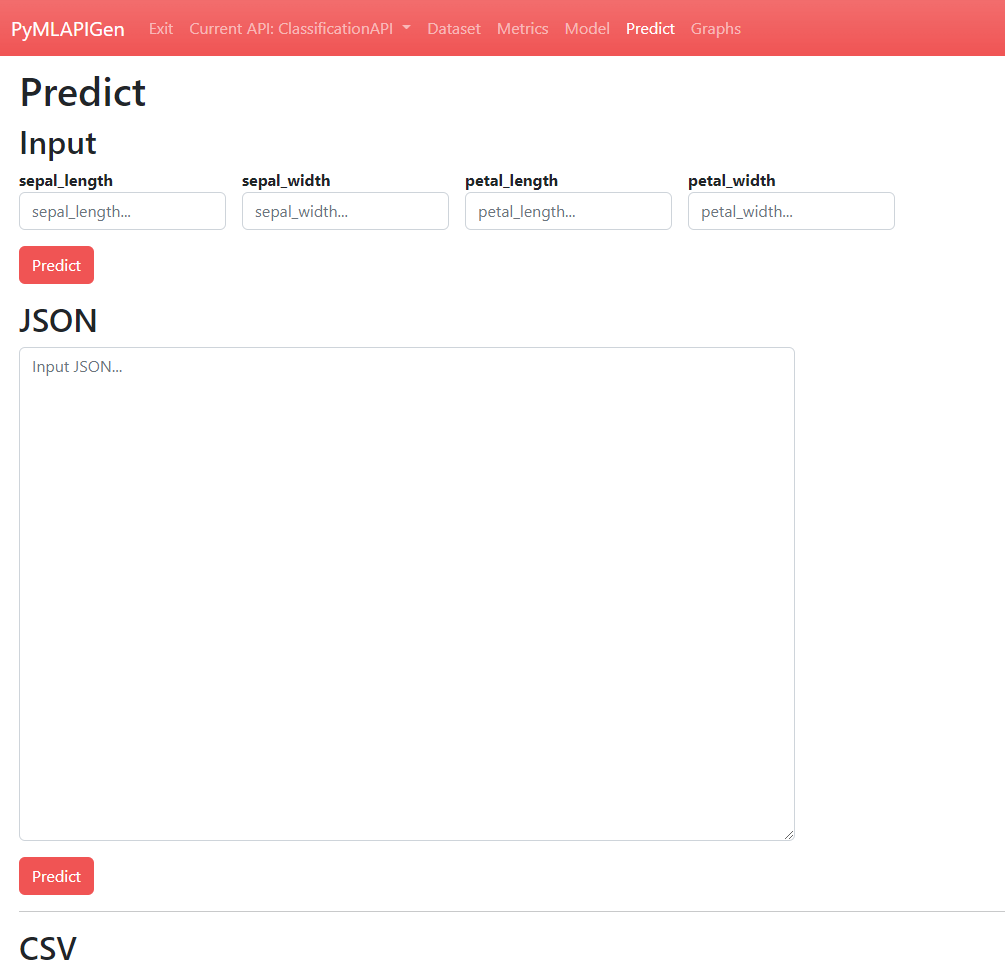 PyMLAPIGen Exit Current API: ClassificationAPI Dataset Metrics Model Predict Graphs
Predict
Input
sepal_length sepal_width petal_length petal_width
sepal_length... sepal_width... petal_length... petal_width...
Predict
JSON
Input JSON...
Predict
CSV